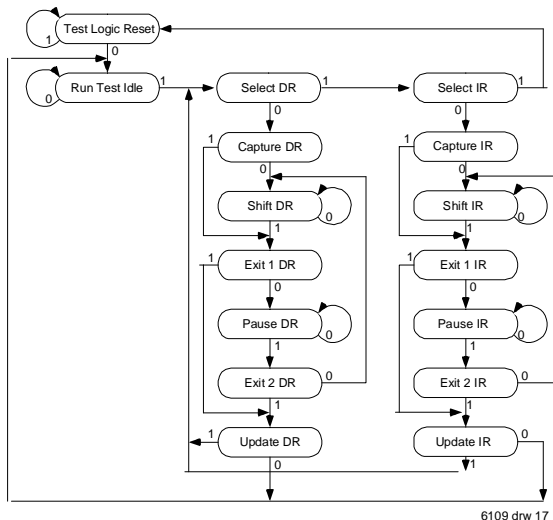 Test Logic Reset
1
0
Run Test Idle
0
1
Select DR
1
Select IR
1
0
0
1
Capture DR
1
Capture IR
0
0
Shift DR
0
Shift IR
0
1
1
1
Exit 1 DR
1
Exit 1 IR
0
0
Pause DR
0
Pause IR
0
1
1
Exit 2 DR
0
Exit 2 IR
0
1
1
1
Update DR
Update IR
0
0
1
6109 drw 17